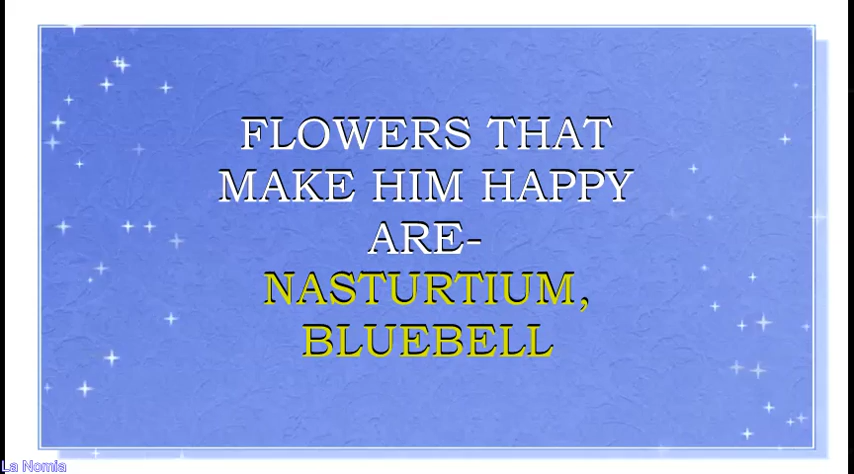 FLOWERS THAT
MAKE HIM HAPPY
ARE-
NASTURTIUM,
BLUEBELL
La Nomia